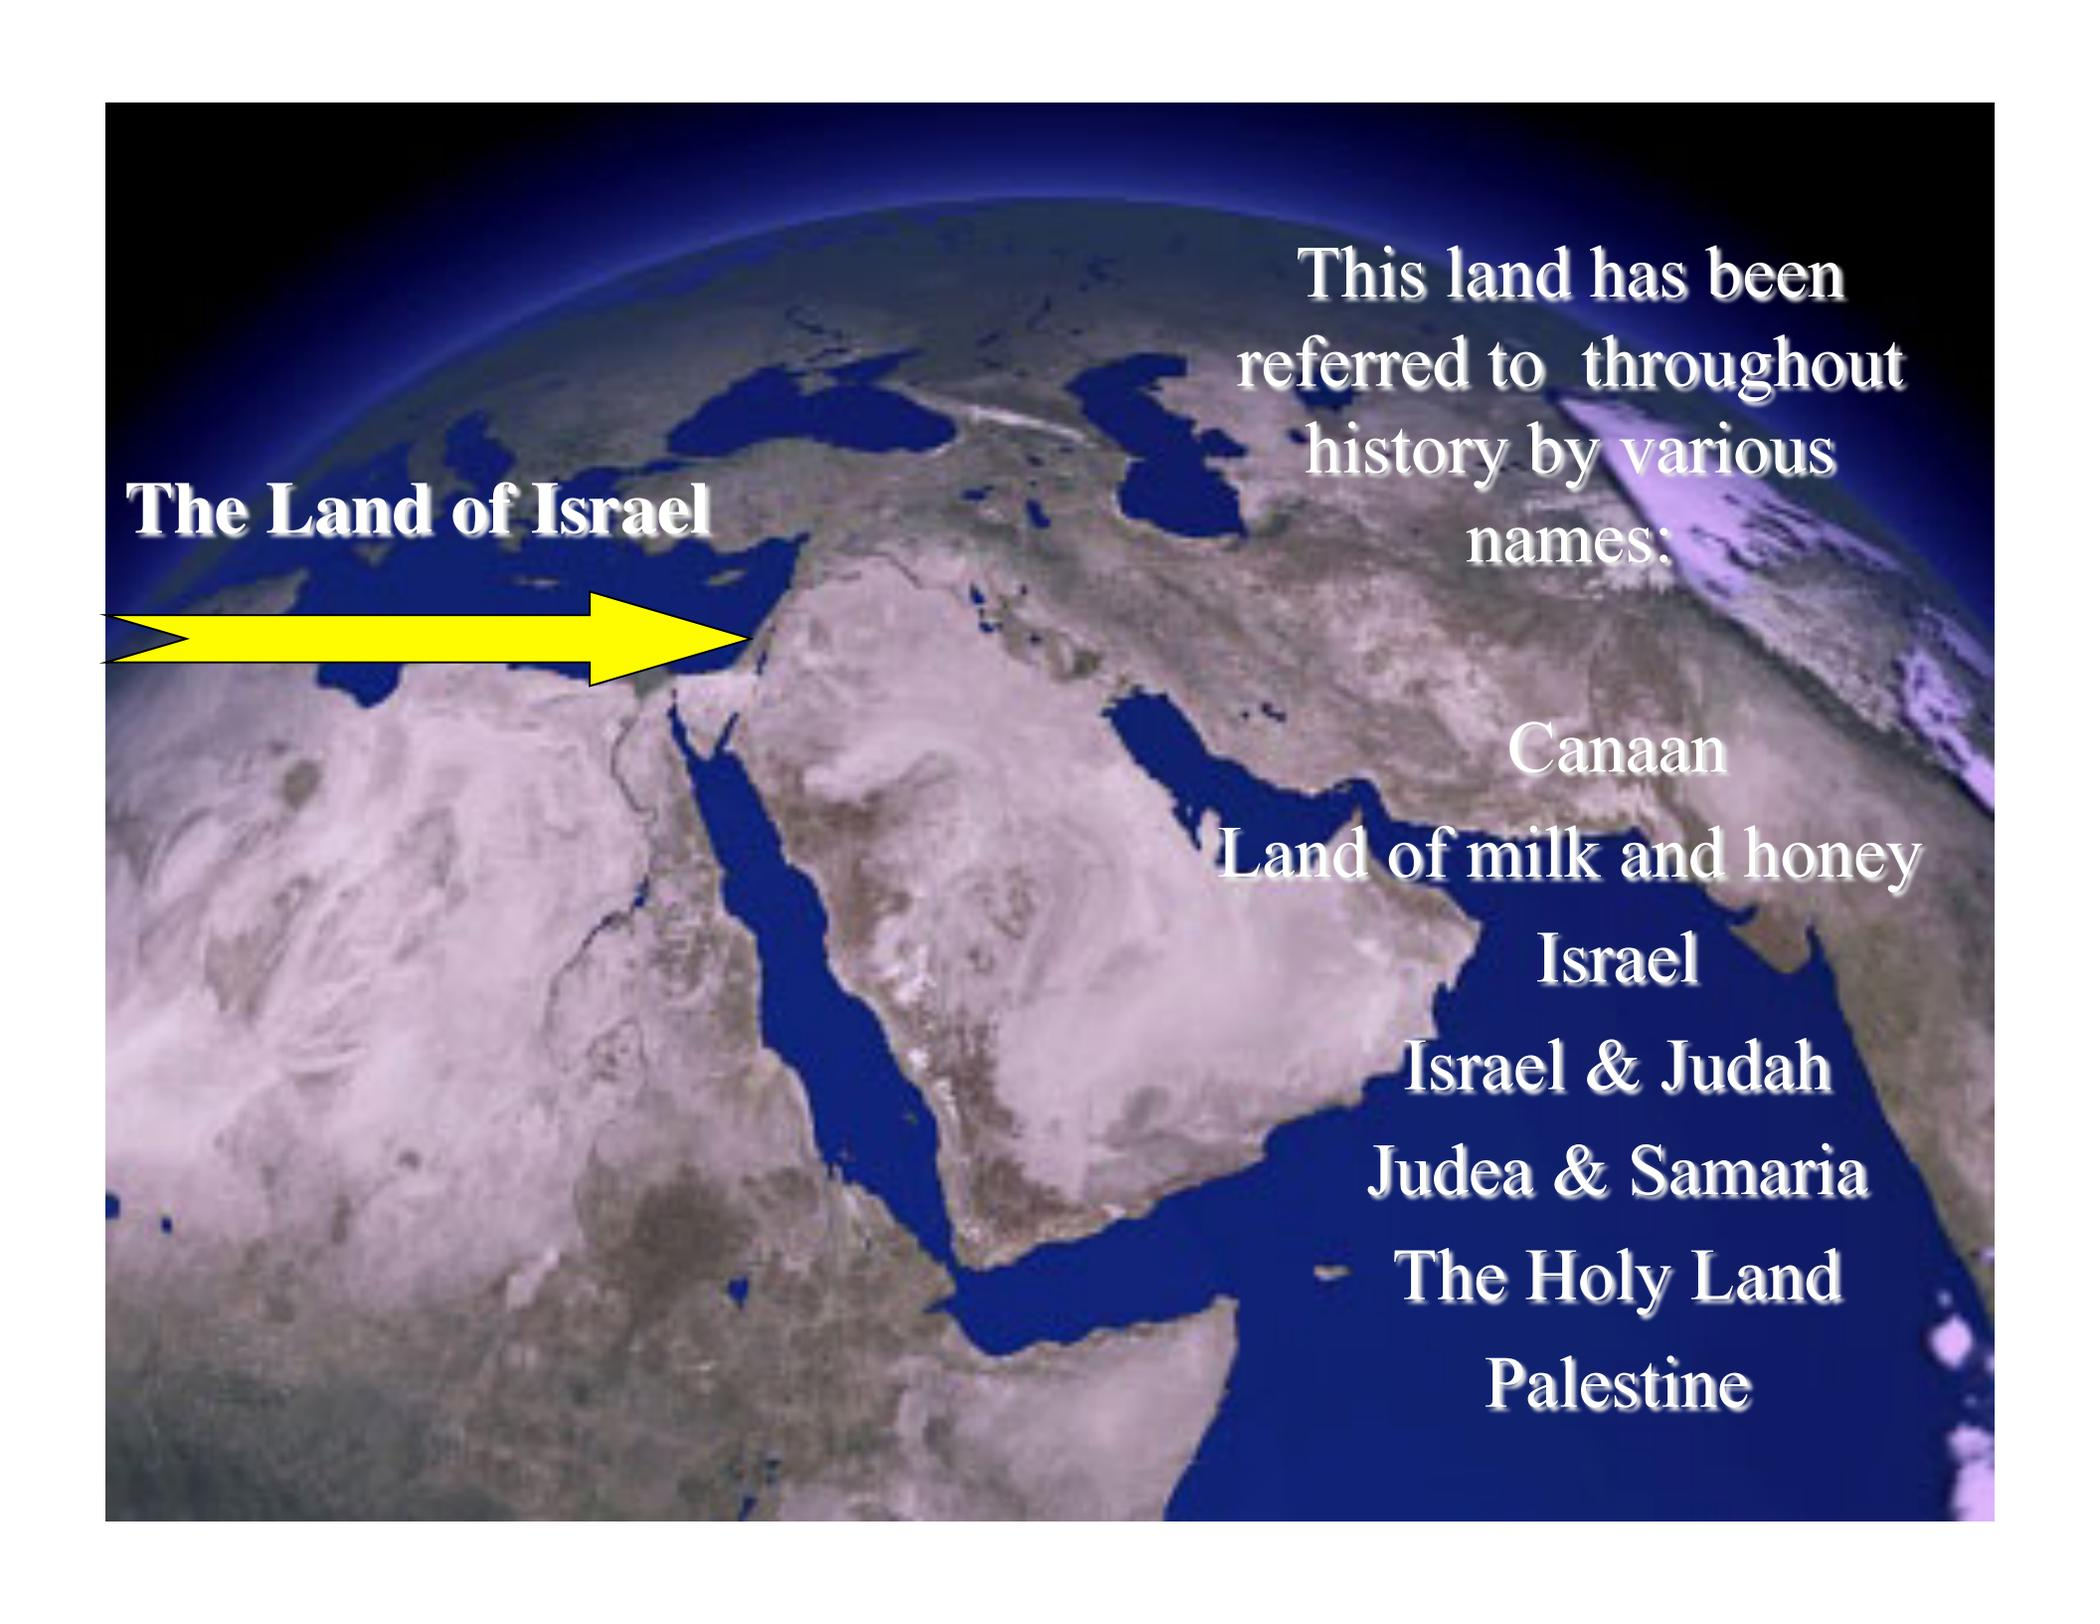 The Land of Israel
This land has been
referred to  throughout
history by various
names:
Canaan
Land of milk and honey
Israel
Israel & Judah
Judea & Samaria
The Holy Land
Palestine